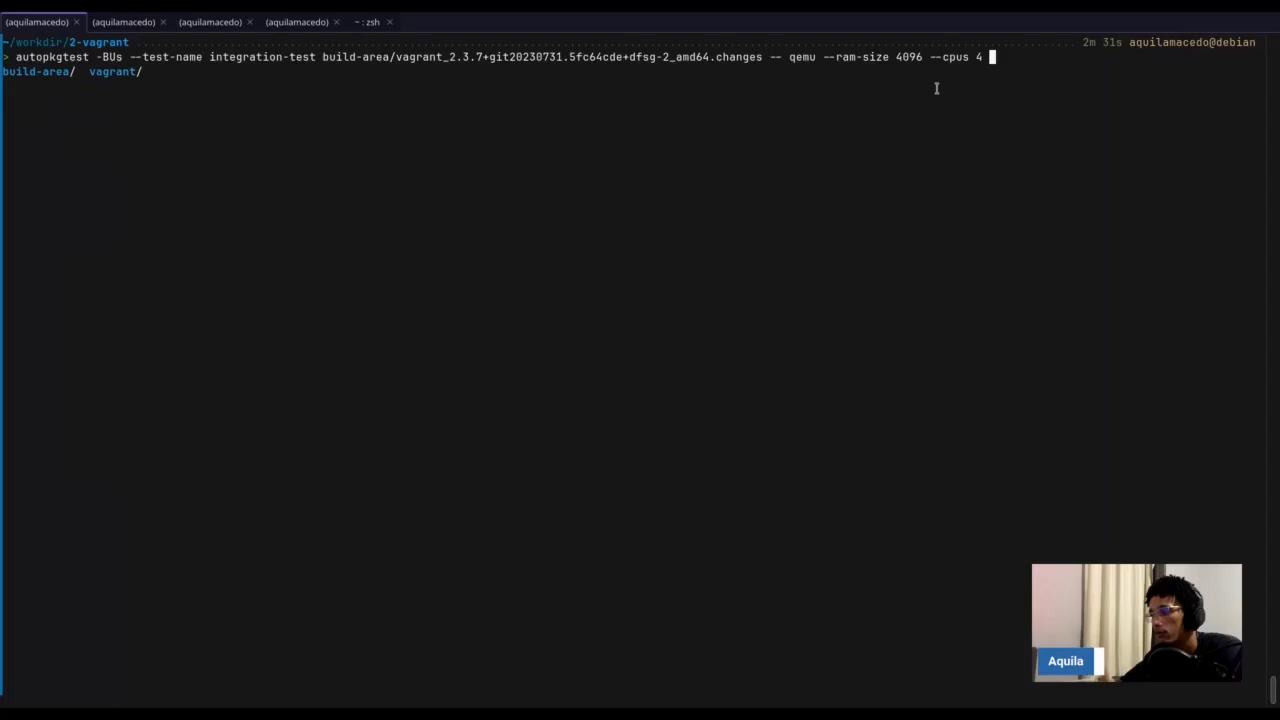 (aquilamacedo) × (aquilamacedo) × (aquilamacedo) × (aquilamacedo) × ~ : zsh ×
~/workdir/2-vagrant 2m 31s aquilamacedo@debian
> autopkgtest -BUs --test-name integration-test build-area/vagrant_2.3.7+git20230731.5fc64cde+dfsg-2_amd64.changes -- qemu --ram-size 4096 --cpus 4
build-area/ vagrant/
Aquila